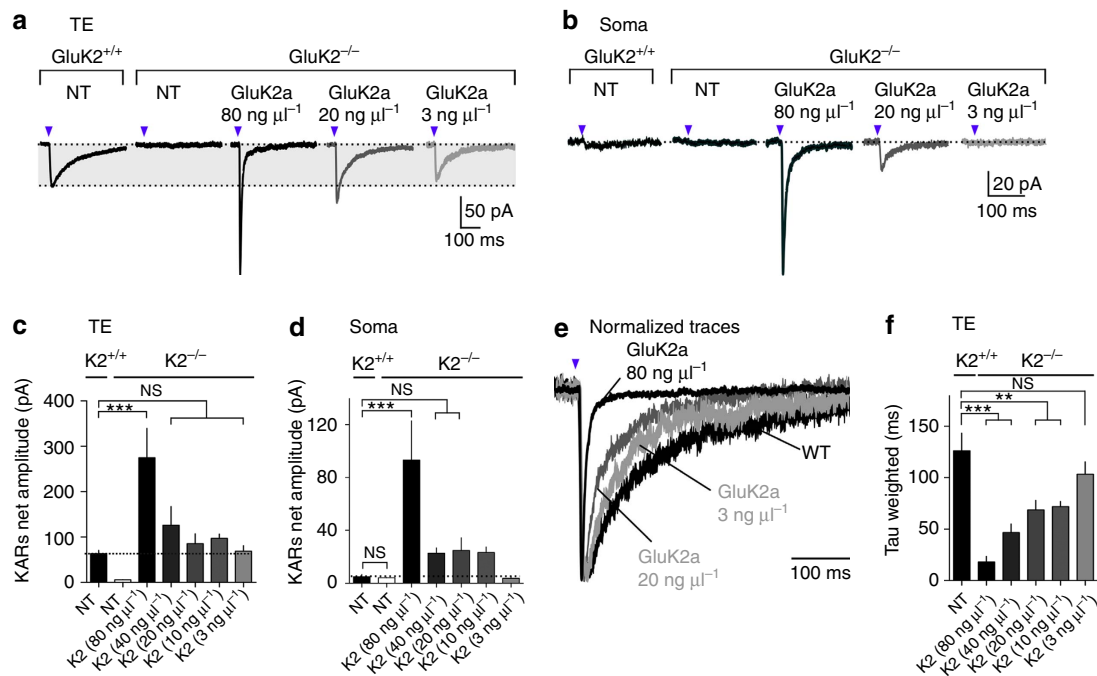 a TE
GluK2+/+ GluK2−/−
NT NT GluK2a GluK2a GluK2a
80 ng µl−1 20 ng µl−1 3 ng µl−1
50 pA
100 ms
b Soma
GluK2+/+ GluK2−/−
NT NT GluK2a GluK2a GluK2a
80 ng µl−1 20 ng µl−1 3 ng µl−1
20 pA
100 ms
c TE
K2+/+ K2−/−
NS
***
KARs net amplitude (pA)
400
300
200
100
0
NT
NT
K2 (80 ng µl−1)
K2 (40 ng µl−1)
K2 (20 ng µl−1)
K2 (10 ng µl−1)
K2 (3 ng µl−1)
d Soma
K2+/+ K2−/−
NS
***
NS
KARs net amplitude (pA)
120
80
40
0
NT
NT
K2 (80 ng µl−1)
K2 (40 ng µl−1)
K2 (20 ng µl−1)
K2 (10 ng µl−1)
K2 (3 ng µl−1)
e Normalized traces
GluK2a
80 ng µl−1
WT
GluK2a
3 ng µl−1
GluK2a
20 ng µl−1
100 ms
f TE
K2+/+ K2−/−
NS
**
***
Tau weighted (ms)
150
100
50
0
NT
K2 (80 ng µl−1)
K2 (40 ng µl−1)
K2 (20 ng µl−1)
K2 (10 ng µl−1)
K2 (3 ng µl−1)